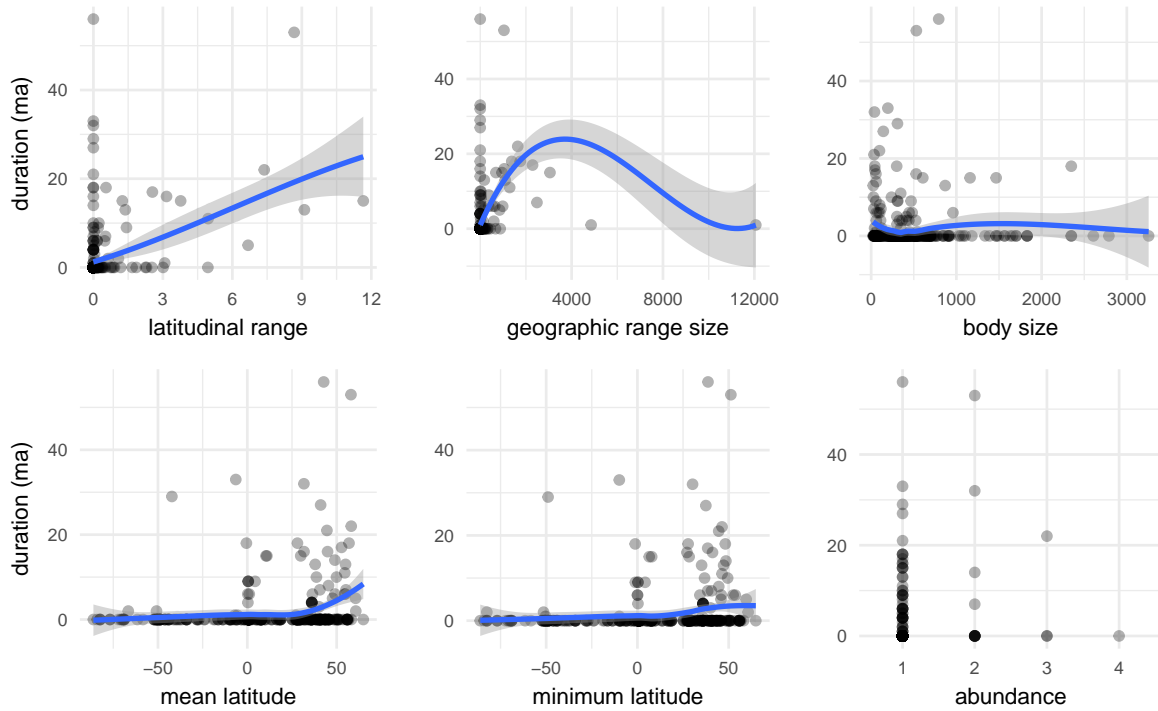 duration (ma)
40
20
0
0 3 6 9 12
latitudinal range
40
20
0
4000 8000 12000
geographic range size
40
20
0
0 1000 2000 3000
body size
duration (ma)
40
20
0
−50 0 50
mean latitude
40
20
0
−50 0 50
minimum latitude
40
20
0
1 2 3 4
abundance